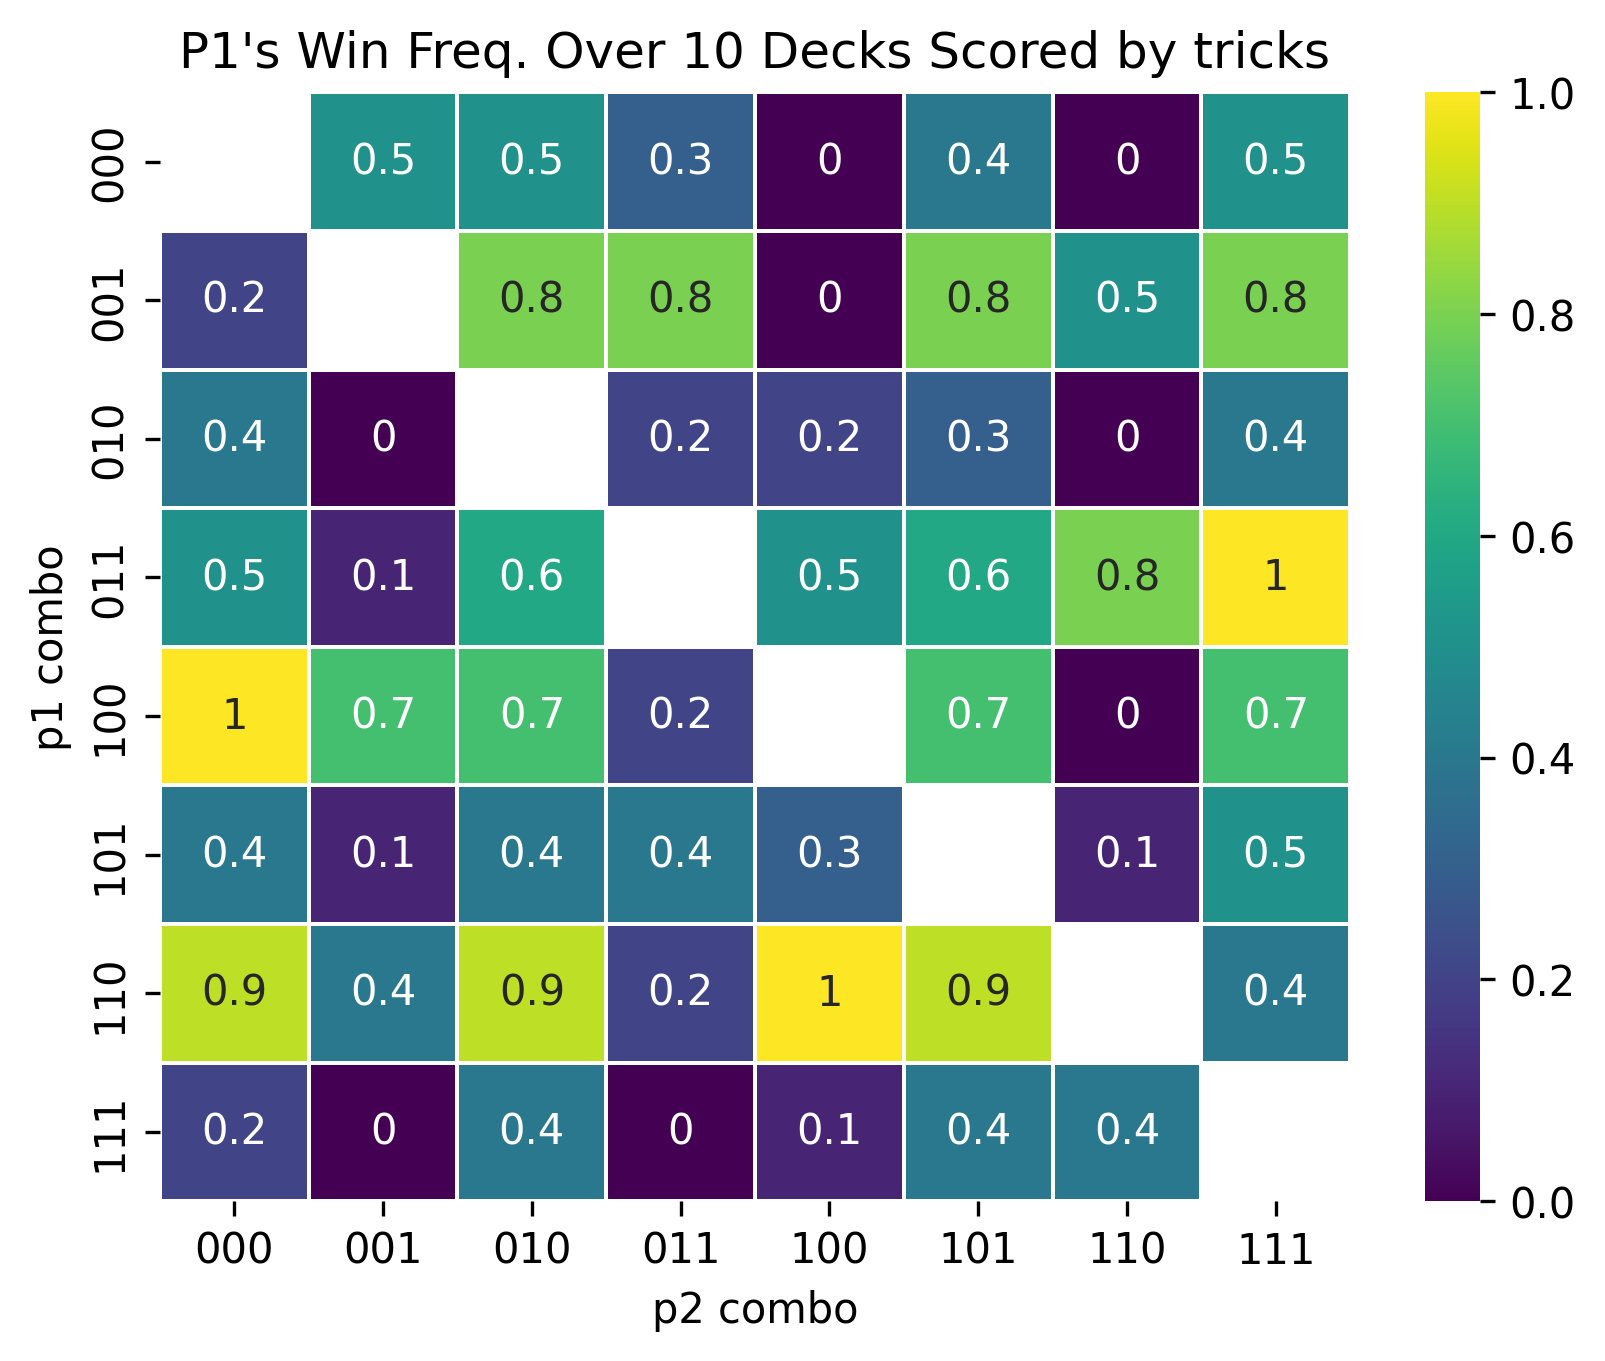 P1's Win Freq. Over 10 Decks Scored by tricks
000 0.5 0.5 0.3 0 0.4 0 0.5
001 0.2 0.8 0.8 0 0.8 0.5 0.8
010 0.4 0 0.2 0.2 0.3 0 0.4
011 0.5 0.1 0.6 0.5 0.6 0.8 1
100 1 0.7 0.7 0.2 0.7 0 0.7
101 0.4 0.1 0.4 0.4 0.3 0.1 0.5
110 0.9 0.4 0.9 0.2 1 0.9 0.4
111 0.2 0 0.4 0 0.1 0.4 0.4
000 001 010 011 100 101 110 111
p2 combo
p1 combo
1.0
0.8
0.6
0.4
0.2
0.0